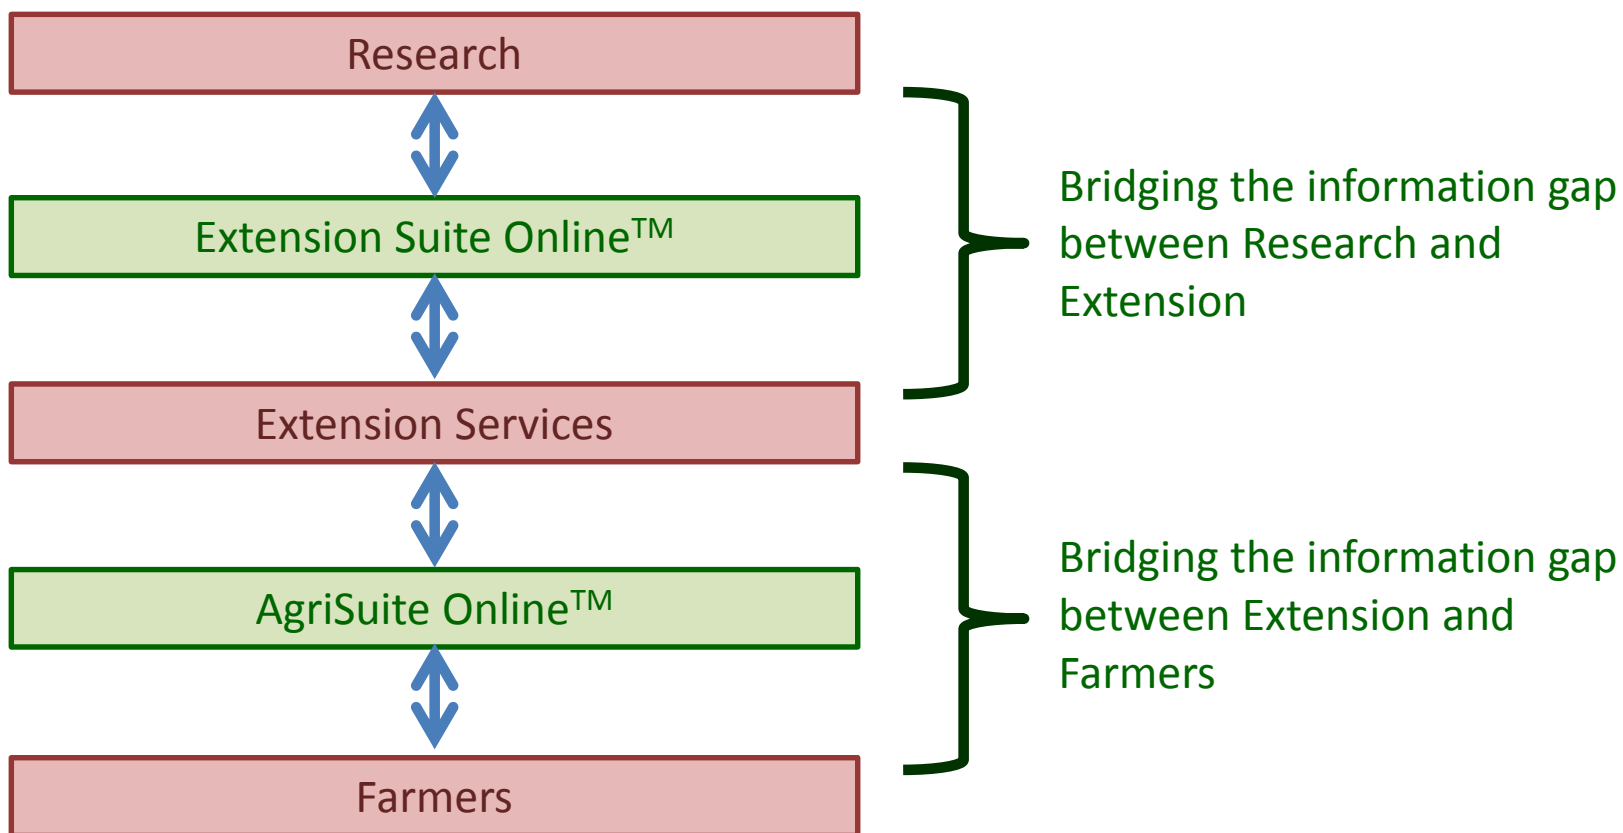 Research
Extension Suite Online™
Bridging the information gap
between Research and
Extension
Extension Services
AgriSuite Online™
Bridging the information gap
between Extension and
Farmers
Farmers